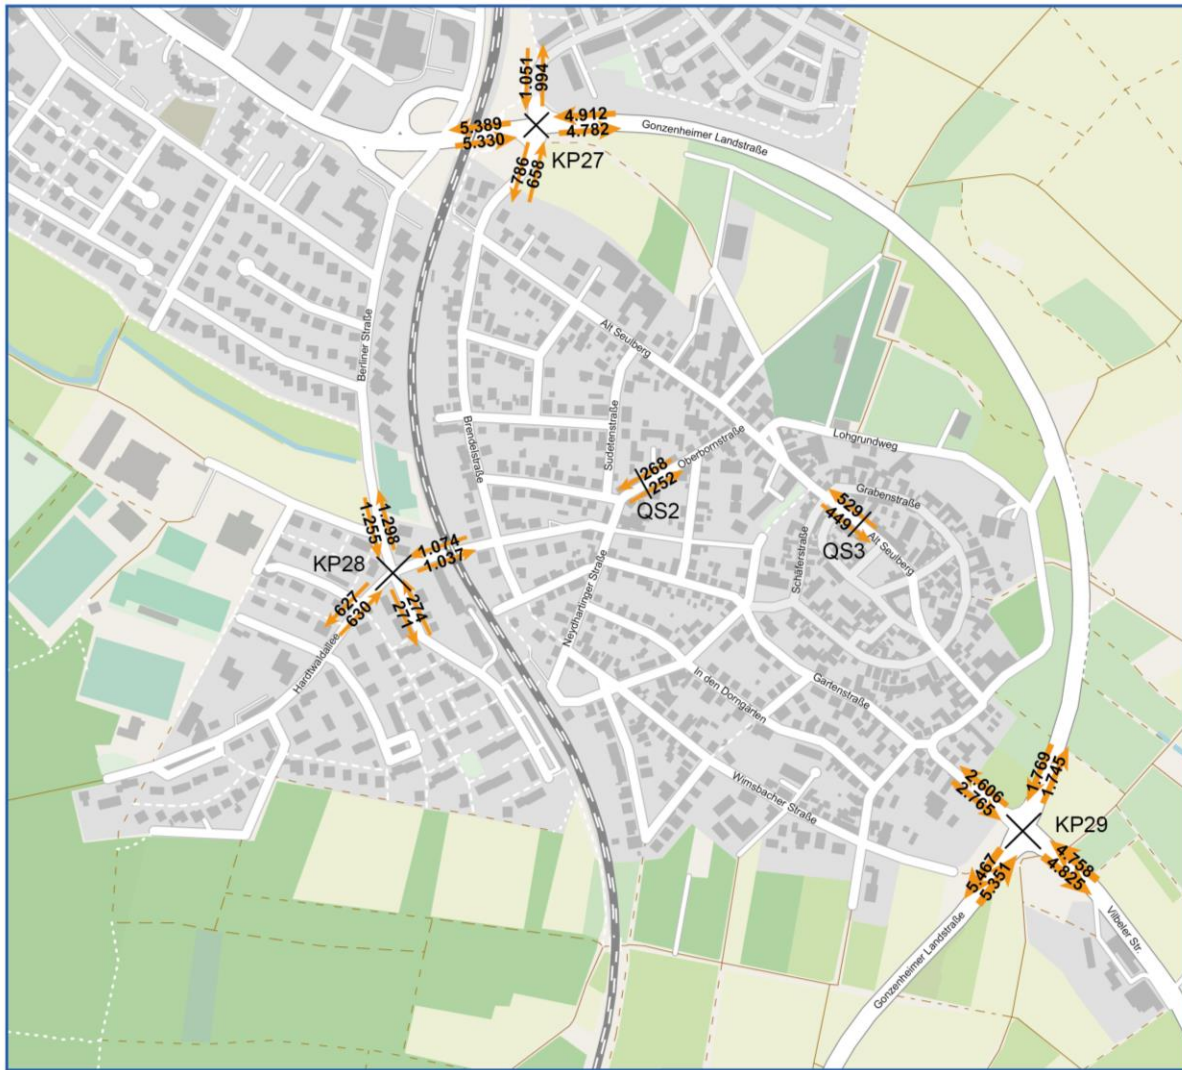 1.051
994
5.389
5.330
4.912
4.782
Gonzenheimer Landstraße
KP27
786
658
Alt Seulberg
Berliner Straße
Brendelstraße
Sudetenstraße
Oberbornstraße
Lohgrundweg
268
252
QS2
Grabenstraße
529
449
QS3
Alt Seulberg
Schäferstraße
1.255
1.298
1.074
1.037
KP28
627
630
274
271
Neydhartinger Straße
Hardtwaldallee
In den Dorngärten
Gartenstraße
Wimsbacher Straße
2.606
2.765
1.769
1.745
KP29
4.758
4.825
5.467
5.351
Gonzenheimer Landstraße
Vilbeler Str.